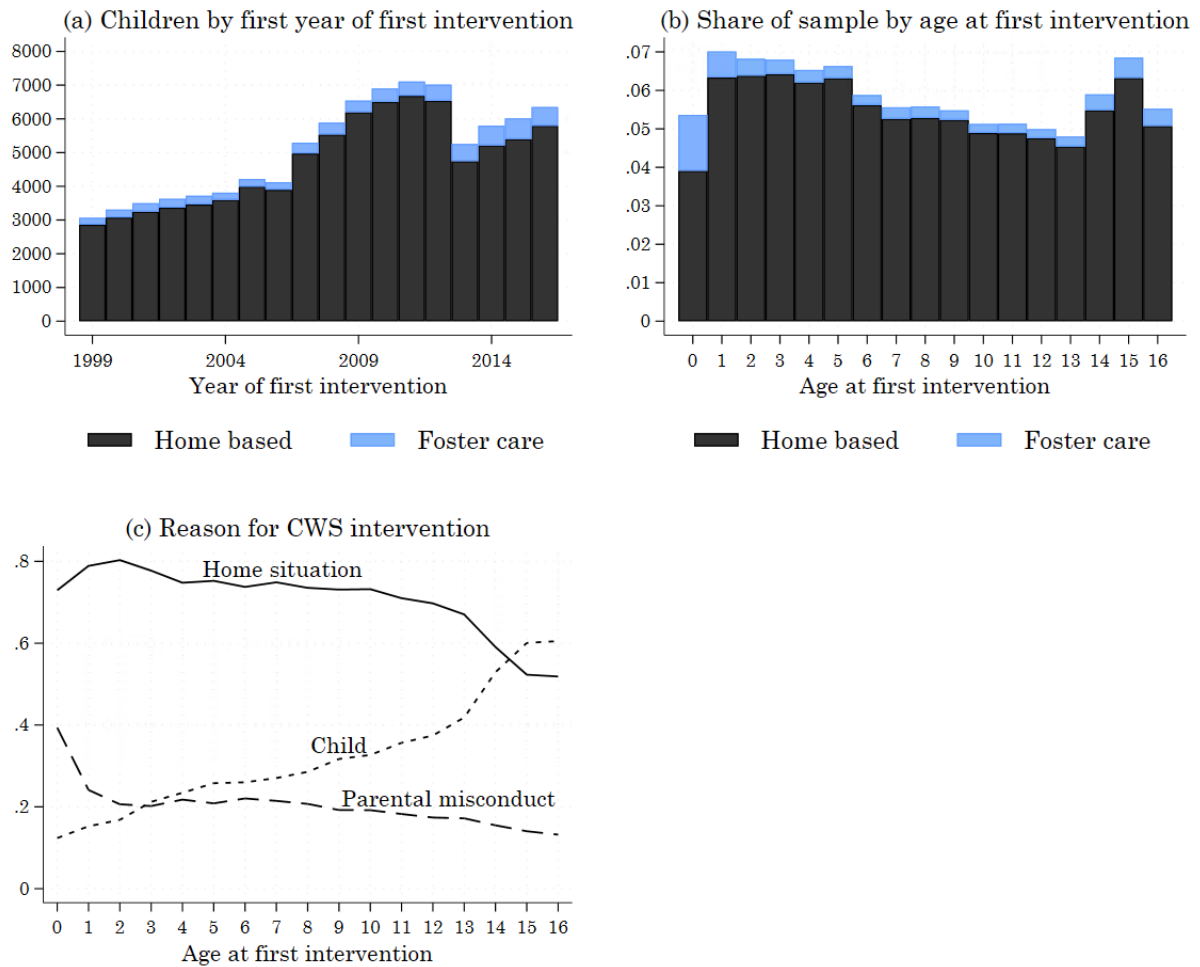 (a) Children by first year of first intervention
8000
7000
6000
5000
4000
3000
2000
1000
0
1999 2004 2009 2014
Year of first intervention
Home based Foster care
(b) Share of sample by age at first intervention
.07
.06
.05
.04
.03
.02
.01
0
0 1 2 3 4 5 6 7 8 9 10 11 12 13 14 15 16
Age at first intervention
Home based Foster care
(c) Reason for CWS intervention
.8
.6
.4
.2
0
Home situation
Child
Parental misconduct
0 1 2 3 4 5 6 7 8 9 10 11 12 13 14 15 16
Age at first intervention